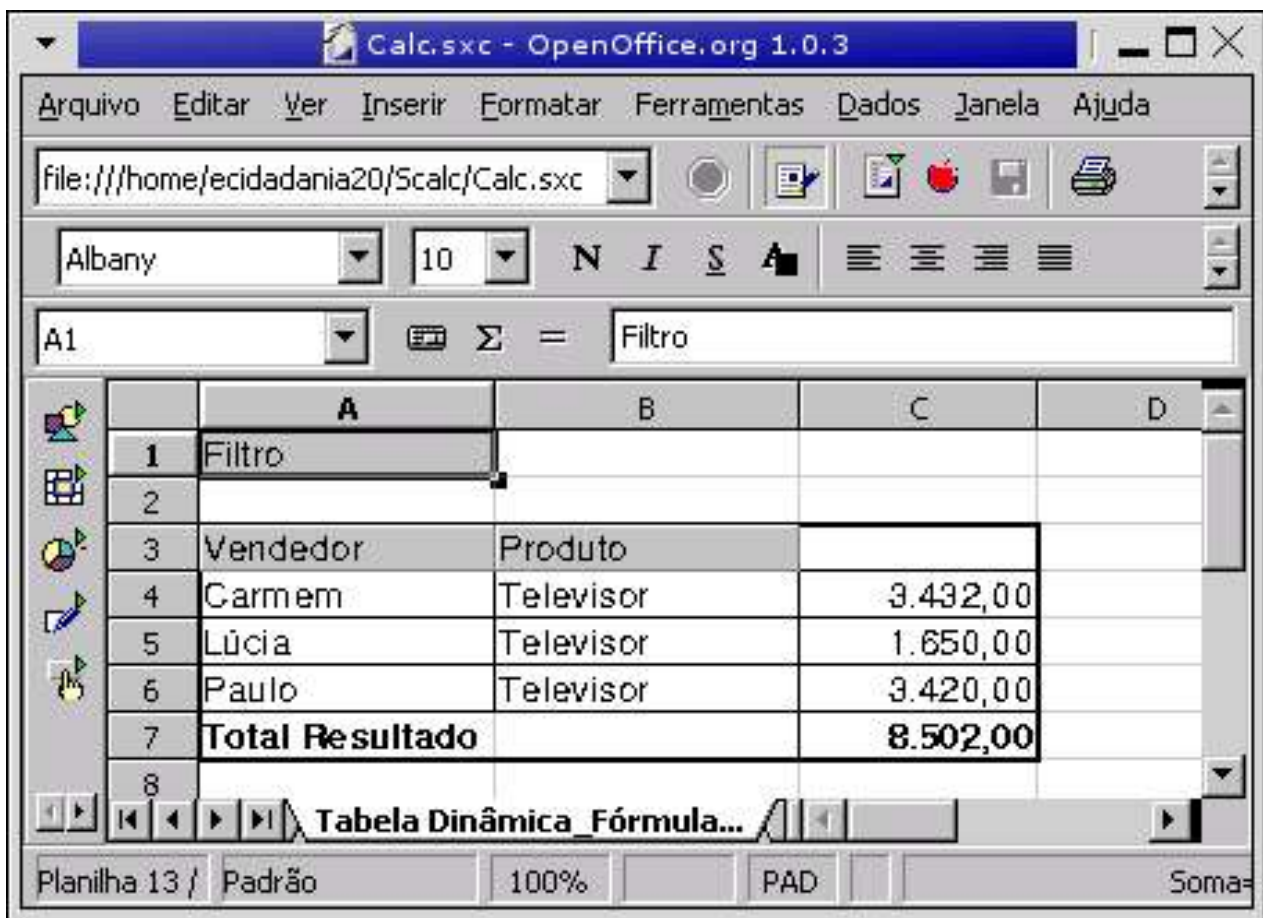 Calc.sxc - OpenOffice.org 1.0.3
Arquivo Editar Ver Inserir Formatar Ferramentas Dados Janela Ajuda
file:///home/ecidadania20/Scalc/Calc.sxc
Albany 10 N I S A
A1 Σ = Filtro
A B C D
1 Filtro
2
3 Vendedor Produto
4 Carmem Televisor 3.432,00
5 Lúcia Televisor 1.650,00
6 Paulo Televisor 3.420,00
7 Total Resultado 8.502,00
8
Tabela Dinâmica_Fórmula...
Planilha 13 / Padrão 100% PAD Soma=